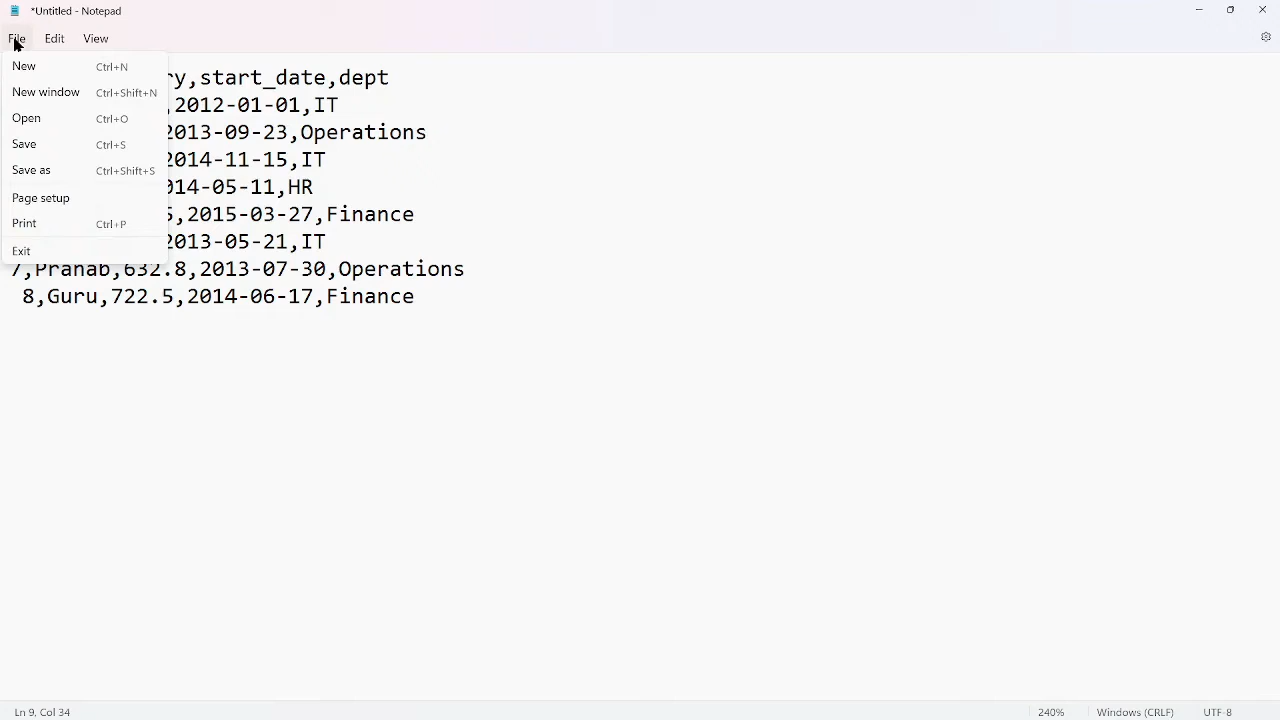 *Untitled - Notepad
File Edit View
New Ctrl+N
New window Ctrl+Shift+N
Open Ctrl+O
Save Ctrl+S
Save as Ctrl+Shift+S
Page setup
Print Ctrl+P
Exit
ry,start_date,dept
,2012-01-01,IT
2013-09-23,Operations
2014-11-15,IT
014-05-11,HR
5,2015-03-27,Finance
2013-05-21,IT
7,Pranab,632.8,2013-07-30,Operations
8,Guru,722.5,2014-06-17,Finance
Ln 9, Col 34 240% Windows (CRLF) UTF-8